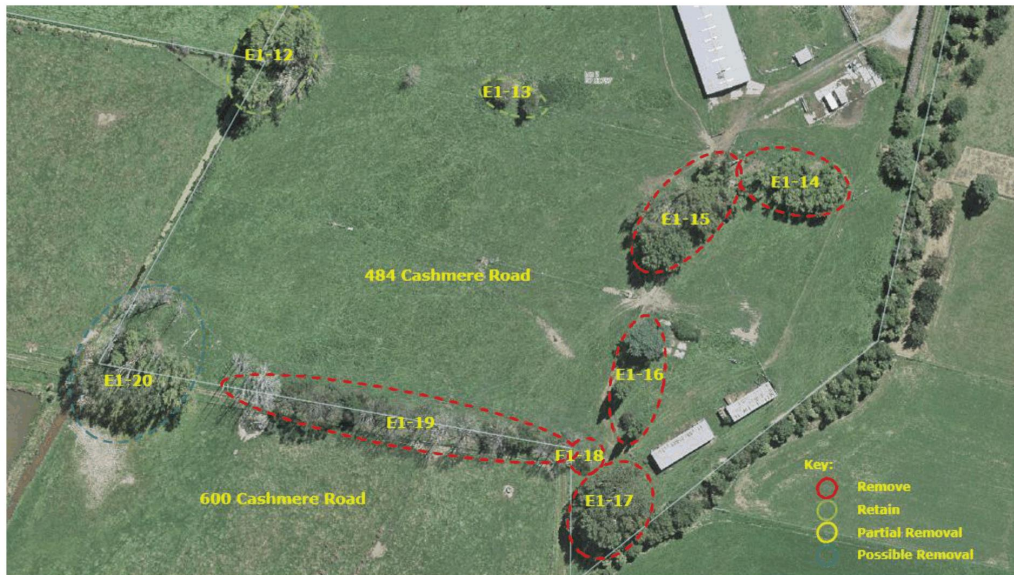 E1-12
E1-13
E1-14
E1-15
484 Cashmere Road
E1-16
E1-20
E1-19
E1-18
600 Cashmere Road
E1-17
Key:
Remove
Retain
Partial Removal
Possible Removal